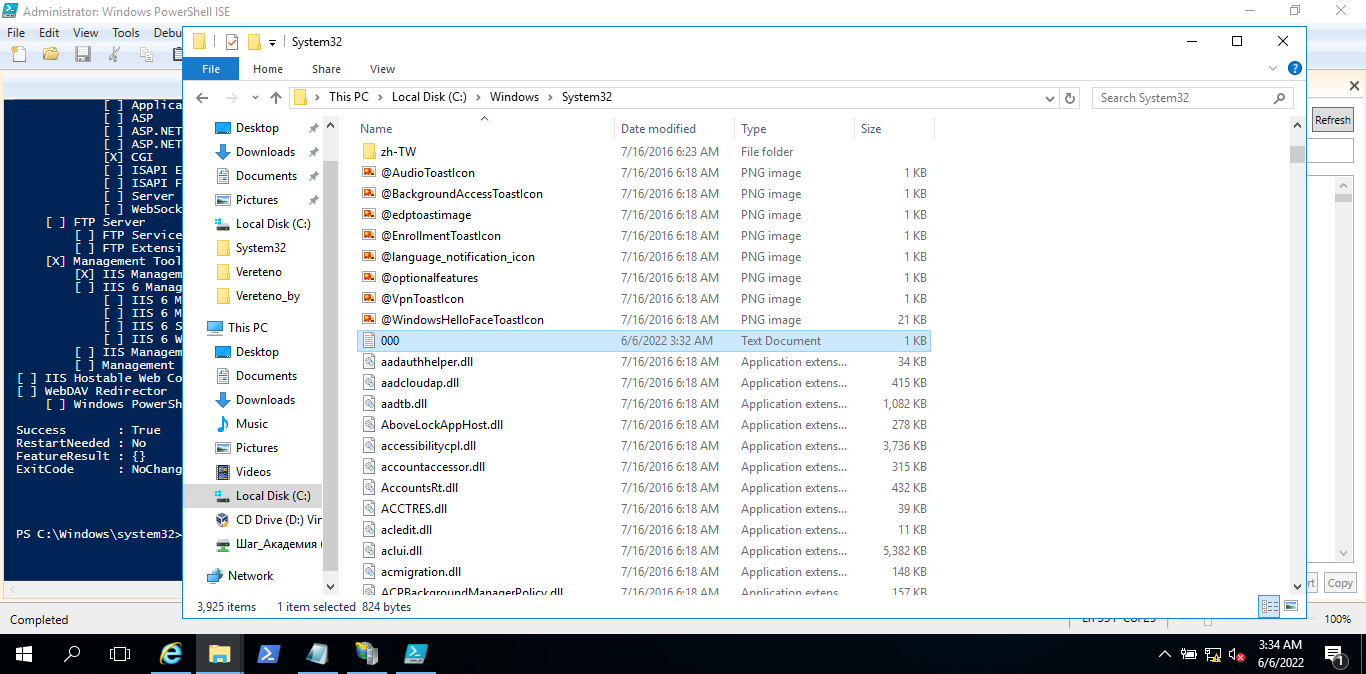 Administrator: Windows PowerShell ISE
File Edit View Tools Debu
System32
File Home Share View
This PC > Local Disk (C:) > Windows > System32
Search System32
Refresh
[ ] Applica
[ ] ASP
[ ] ASP.NET
[ ] ASP.NET
[X] CGI
[ ] ISAPI E
[ ] ISAPI F
[ ] Server
[ ] WebSock
[ ] FTP Server
[ ] FTP Service
[ ] FTP Extensi
[X] Management Tool
[X] IIS Managem
[ ] IIS 6 Manag
[ ] IIS 6 M
[ ] IIS 6 M
[ ] IIS 6 S
[ ] IIS 6 W
[ ] IIS Managem
[ ] Management
[ ] IIS Hostable Web Co
[ ] WebDAV Redirector
[ ] Windows PowerSh
Success : True
RestartNeeded : No
FeatureResult : {}
ExitCode : NoChang
PS C:\Windows\system32>
Desktop
Downloads
Documents
Pictures
Local Disk (C:)
System32
Vereteno
Vereteno_by
This PC
Desktop
Documents
Downloads
Music
Pictures
Videos
Local Disk (C:)
CD Drive (D:) Vir
Шаг_Академия (
Network
Name Date modified Type Size
zh-TW 7/16/2016 6:23 AM File folder
@AudioToastIcon 7/16/2016 6:18 AM PNG image 1 KB
@BackgroundAccessToastIcon 7/16/2016 6:18 AM PNG image 1 KB
@edptoastimage 7/16/2016 6:18 AM PNG image 1 KB
@EnrollmentToastIcon 7/16/2016 6:18 AM PNG image 1 KB
@language_notification_icon 7/16/2016 6:18 AM PNG image 1 KB
@optionalfeatures 7/16/2016 6:18 AM PNG image 1 KB
@VpnToastIcon 7/16/2016 6:18 AM PNG image 1 KB
@WindowsHelloFaceToastIcon 7/16/2016 6:18 AM PNG image 21 KB
000 6/6/2022 3:32 AM Text Document 1 KB
aadauthhelper.dll 7/16/2016 6:18 AM Application extens... 34 KB
aadcloudap.dll 7/16/2016 6:18 AM Application extens... 415 KB
aadtb.dll 7/16/2016 6:18 AM Application extens... 1,082 KB
AboveLockAppHost.dll 7/16/2016 6:18 AM Application extens... 278 KB
accessibilitycpl.dll 7/16/2016 6:18 AM Application extens... 3,736 KB
accountaccessor.dll 7/16/2016 6:18 AM Application extens... 315 KB
AccountsRt.dll 7/16/2016 6:18 AM Application extens... 432 KB
ACCTRES.dll 7/16/2016 6:18 AM Application extens... 39 KB
acledit.dll 7/16/2016 6:18 AM Application extens... 11 KB
aclui.dll 7/16/2016 6:18 AM Application extens... 5,382 KB
acmigration.dll 7/16/2016 6:18 AM Application extens... 148 KB
ACPBackgroundManagerPolicy.dll 7/16/2016 6:18 AM Application extens... 157 KB
3,925 items 1 item selected 824 bytes
rt Copy
Completed
100%
3:34 AM
6/6/2022
1